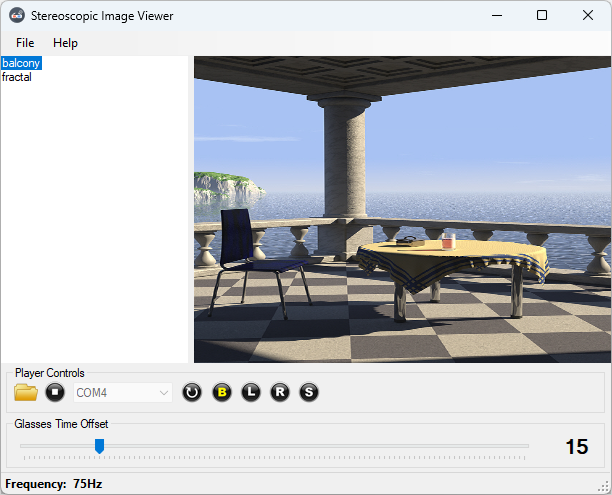 Stereoscopic Image Viewer
File Help
balcony
fractal
Player Controls
COM4 B L R S
Glasses Time Offset
15
Frequency: 75Hz